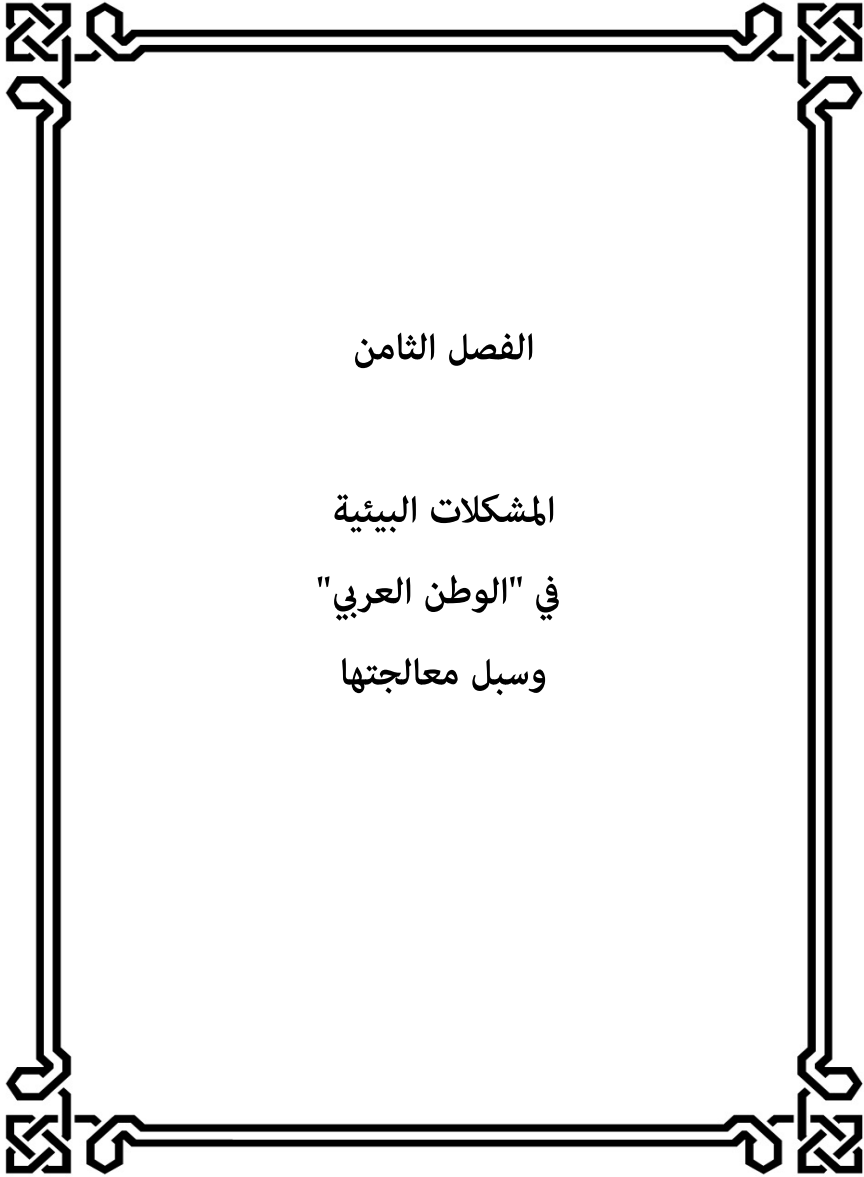 الفصل الثامن
المشكلات البيئية
في "الوطن العربي"
وسبل معالجتها